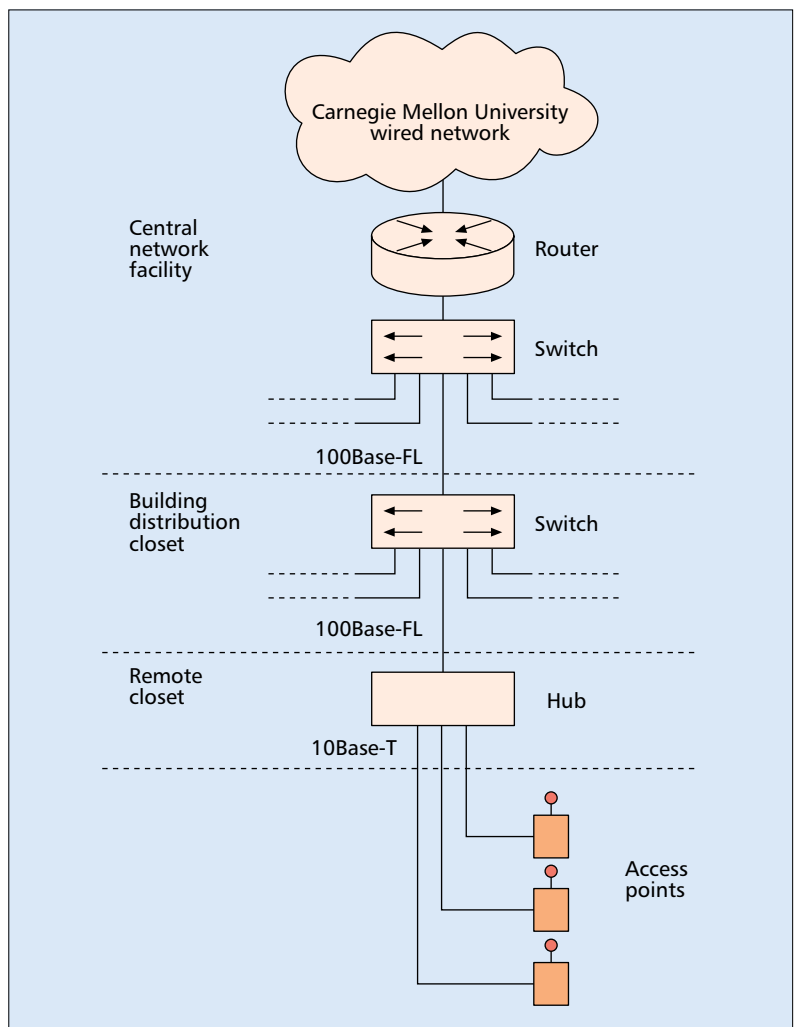 Carnegie Mellon University
wired network
Central
network
facility
Router
Switch
100Base-FL
Building
distribution
closet
Switch
100Base-FL
Remote
closet
Hub
10Base-T
Access
points